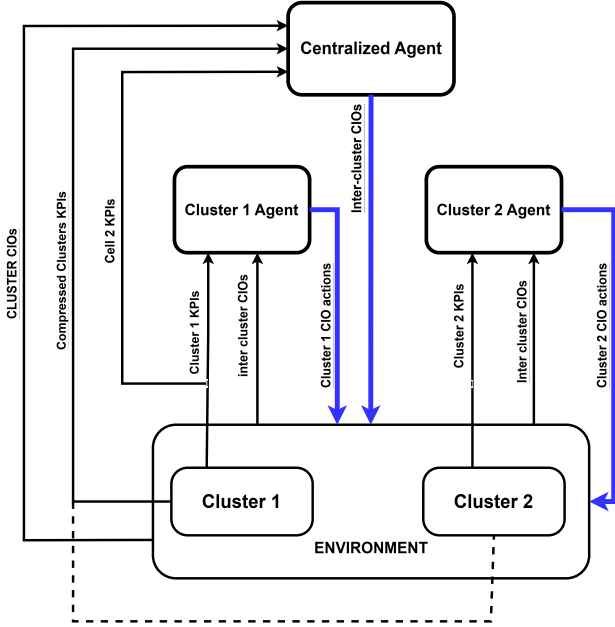 Centralized Agent
Inter-cluster CIOs
Cluster 1 Agent
Cluster 2 Agent
CLUSTER CIOs
Compressed Clusters KPIs
Cell 2 KPIs
Cluster 1 KPIs
inter cluster CIOs
Cluster 1 CIO actions
Cluster 2 KPIs
Inter cluster CIOs
Cluster 2 CIO actions
Cluster 1
Cluster 2
ENVIRONMENT